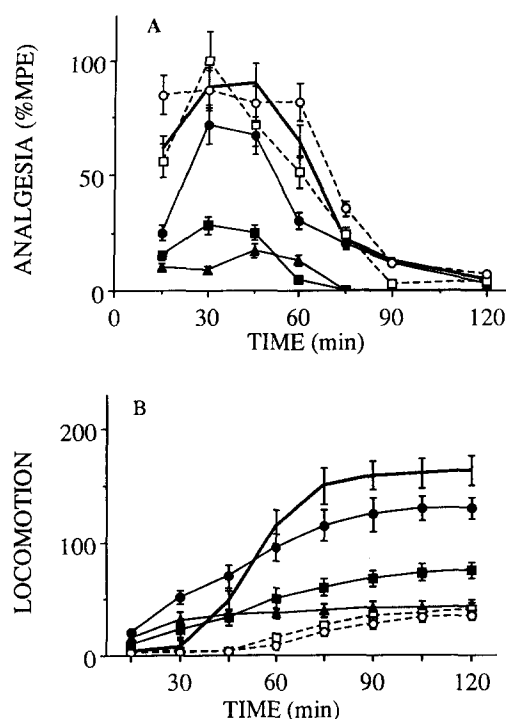 A
ANALGESIA (%MPE)
100
50
0
0 30 60 90 120
TIME (min)
B
LOCOMOTION
200
100
0
30 60 90 120
TIME (min)